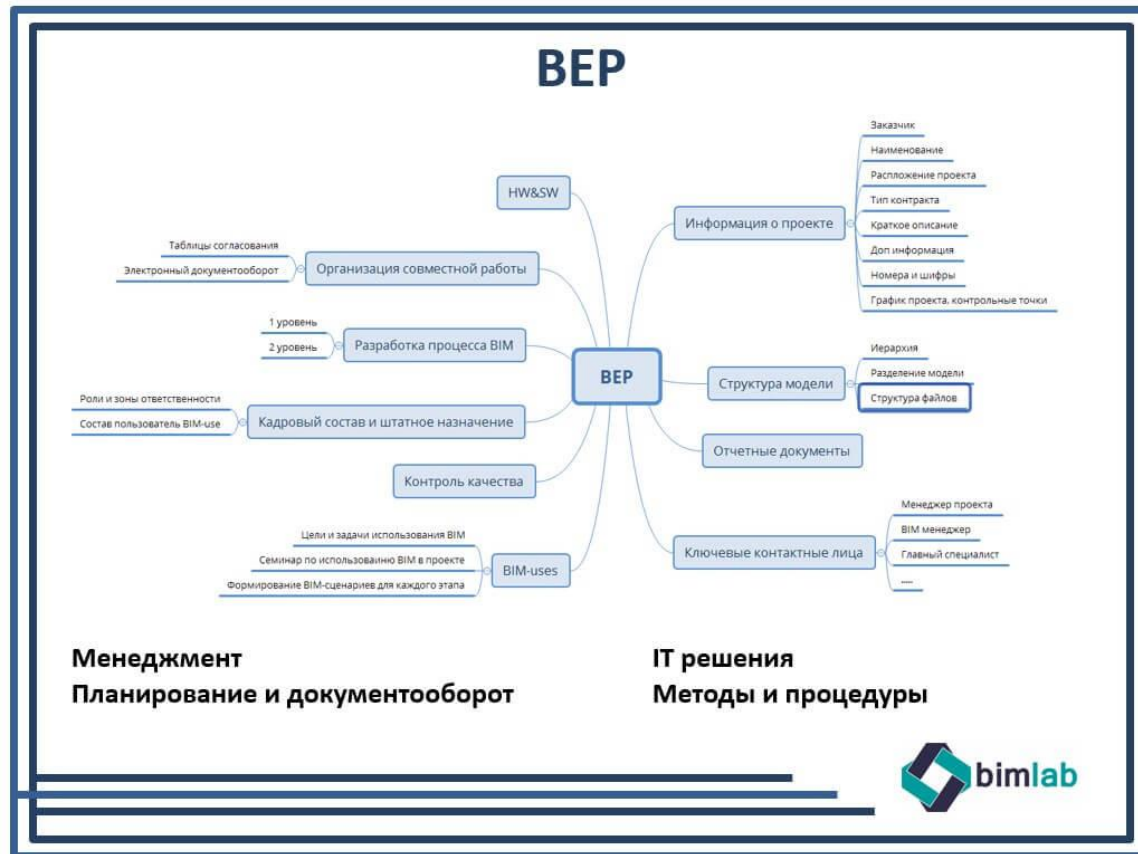 BEP
HW&SW
Таблицы согласования
Электронный документооборот
Организация совместной работы
1 уровень
2 уровень
Разработка процесса BIM
Роли и зоны ответственности
Состав пользователь BIM-use
Кадровый состав и штатное назначение
Контроль качества
Цели и задачи использования BIM
Семинар по использованию BIM в проекте
Формирование BIM-сценариев для каждого этапа
BIM-uses
BEP
Информация о проекте
Заказчик
Наименование
Распложение проекта
Тип контракта
Краткое описание
Доп информация
Номера и шифры
График проекта, контрольные точки
Структура модели
Иерархия
Разделение модели
Структура файлов
Отчетные документы
Ключевые контактные лица
Менеджер проекта
BIM менеджер
Главный специалист
....
Менеджмент
Планирование и документооборот
IT решения
Методы и процедуры
bimlab